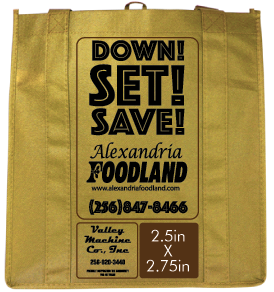 DOWN!
SET!
SAVE!
Alexandria
FOODLAND
www.alexandriafoodland.com
(256)847-8466
Valley
Machine
Co., Inc
256-820-3440
2.5in
X
2.75in